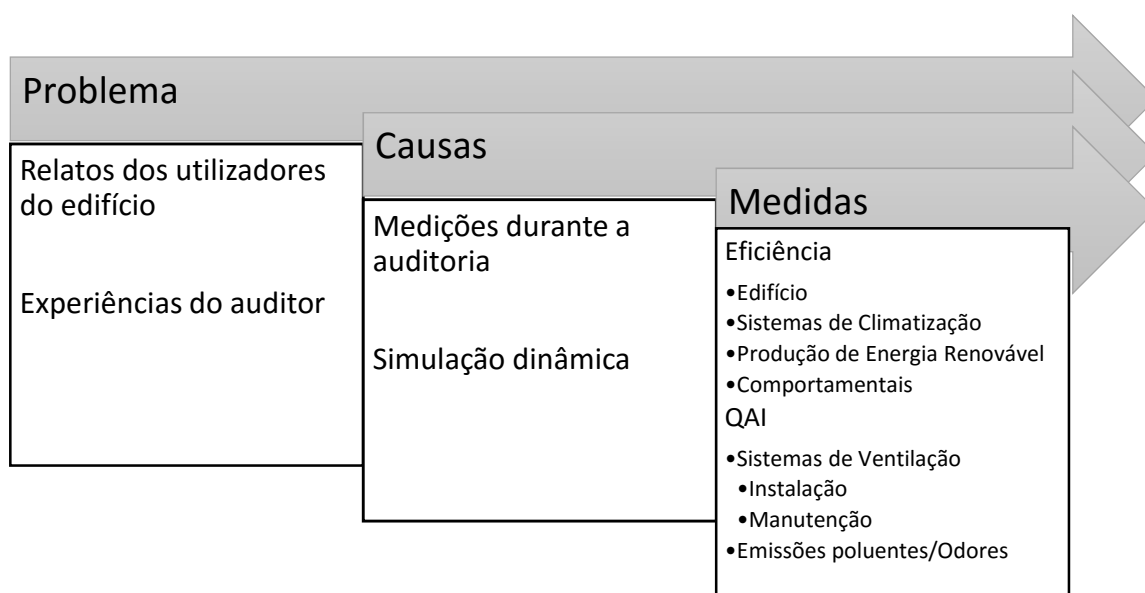 Problema
Relatos dos utilizadores
do edifício
Experiências do auditor
Causas
Medições durante a
auditoria
Simulação dinâmica
Medidas
Eficiência
•Edifício
•Sistemas de Climatização
•Produção de Energia Renovável
•Comportamentais
QAI
•Sistemas de Ventilação
•Instalação
•Manutenção
•Emissões poluentes/Odores